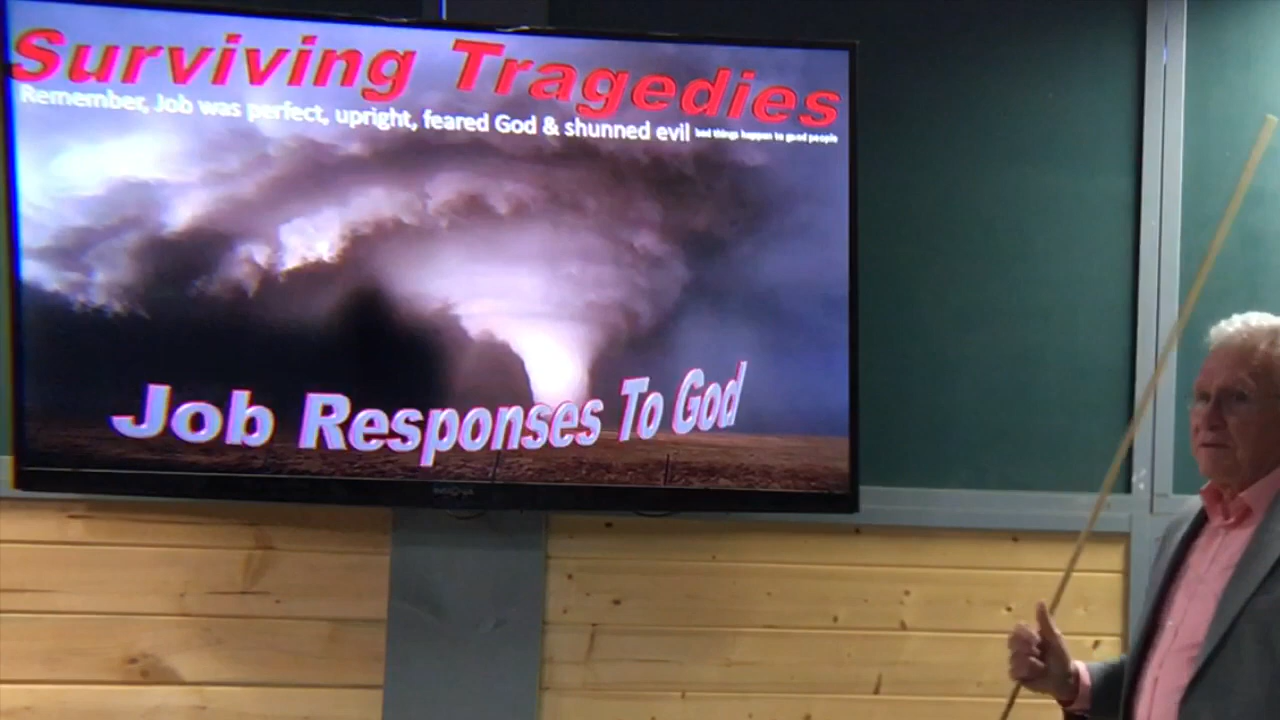 Surviving Tragedies
Remember, Job was perfect, upright, feared God & shunned evil bad things happen to good people
Job Responses To God
INSIGNIA